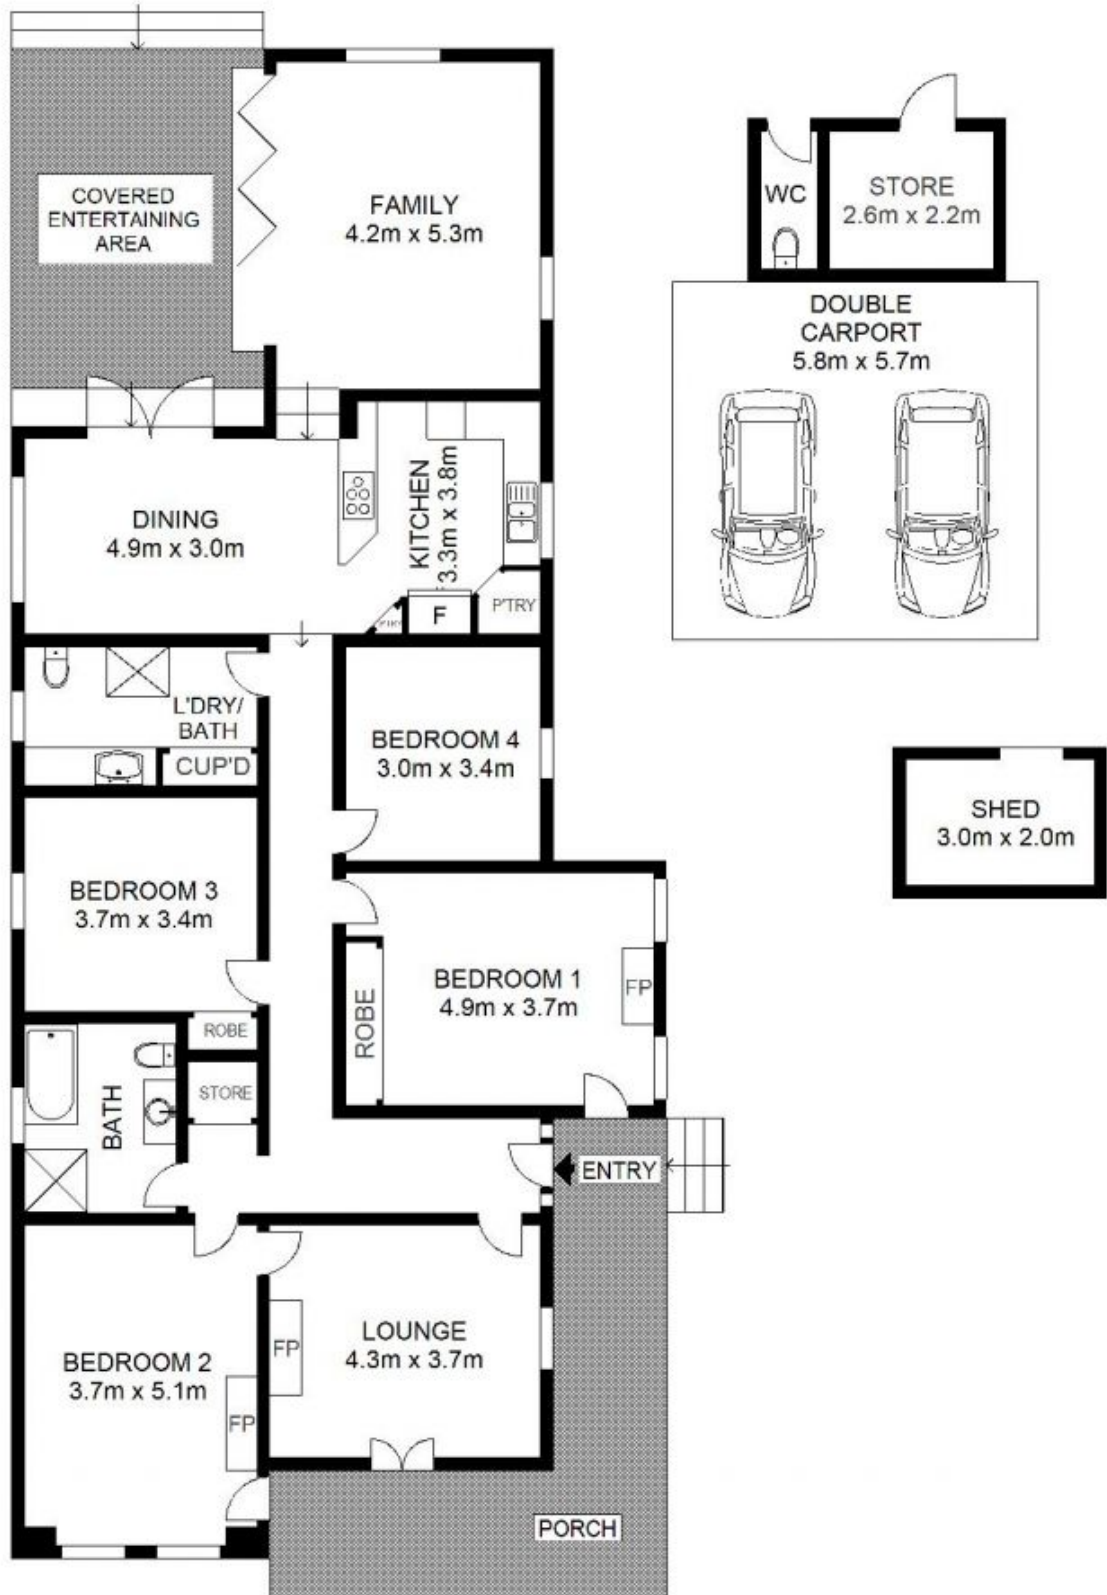 COVERED
ENTERTAINING
AREA
FAMILY
4.2m x 5.3m
WC
STORE
2.6m x 2.2m
DOUBLE
CARPORT
5.8m x 5.7m
DINING
4.9m x 3.0m
KITCHEN
3.3m x 3.8m
P'TRY
F
P'TRY
L'DRY/
BATH
CUP'D
BEDROOM 4
3.0m x 3.4m
SHED
3.0m x 2.0m
BEDROOM 3
3.7m x 3.4m
ROBE
BEDROOM 1
4.9m x 3.7m
FP
ROBE
STORE
BATH
ENTRY
LOUNGE
4.3m x 3.7m
FP
BEDROOM 2
3.7m x 5.1m
FP
PORCH